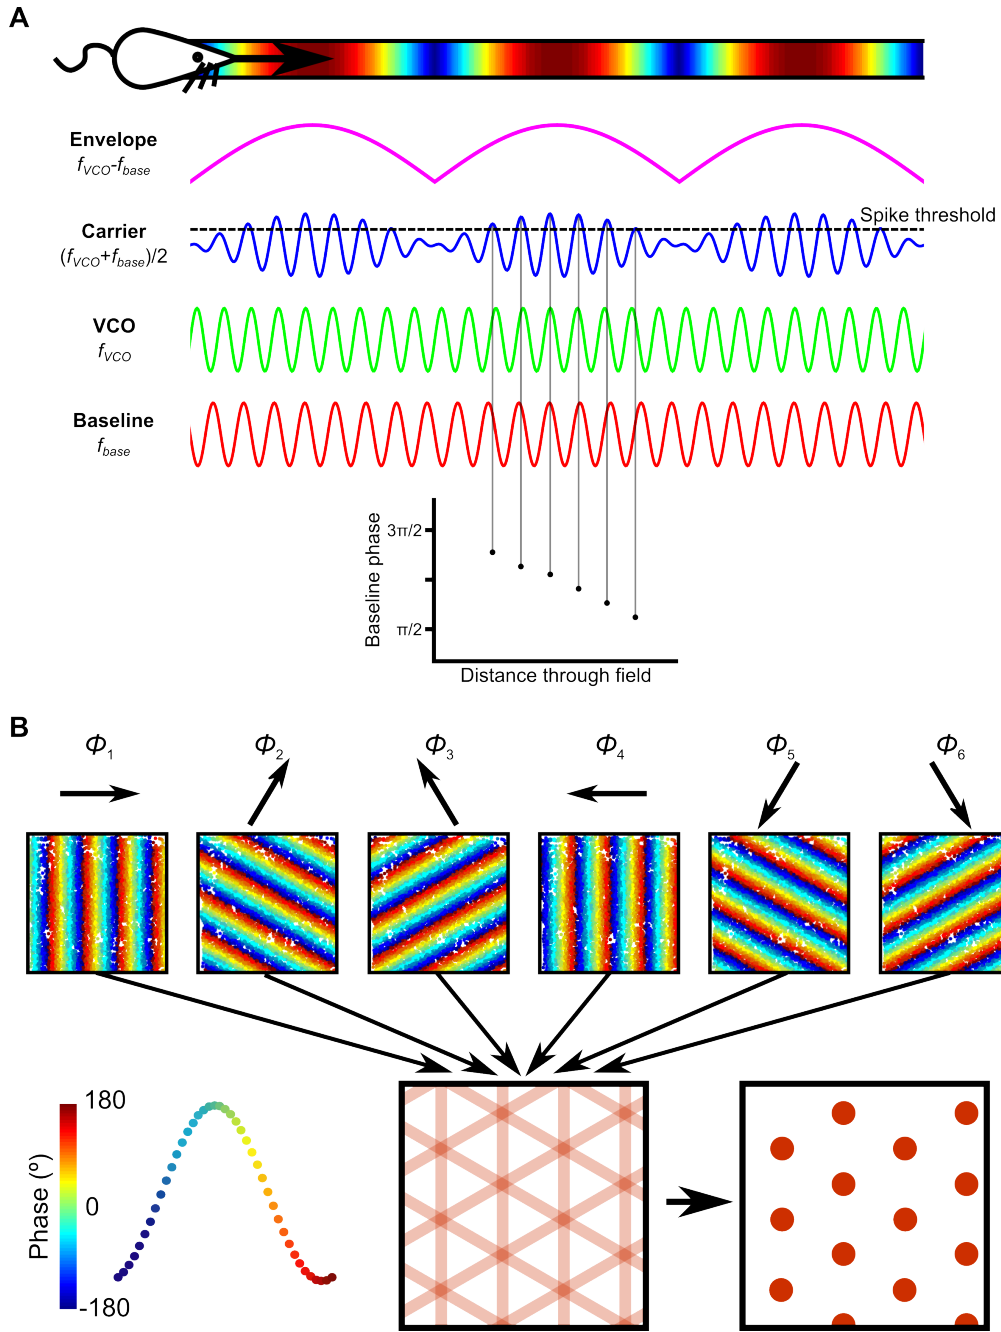 A
Envelope
fVCO-fbase
Spike threshold
Carrier
(fVCO+fbase)/2
VCO
fVCO
Baseline
fbase
Baseline phase
3π/2
π/2
Distance through field
B
Φ1 Φ2 Φ3 Φ4 Φ5 Φ6
Phase (º)
180
0
-180